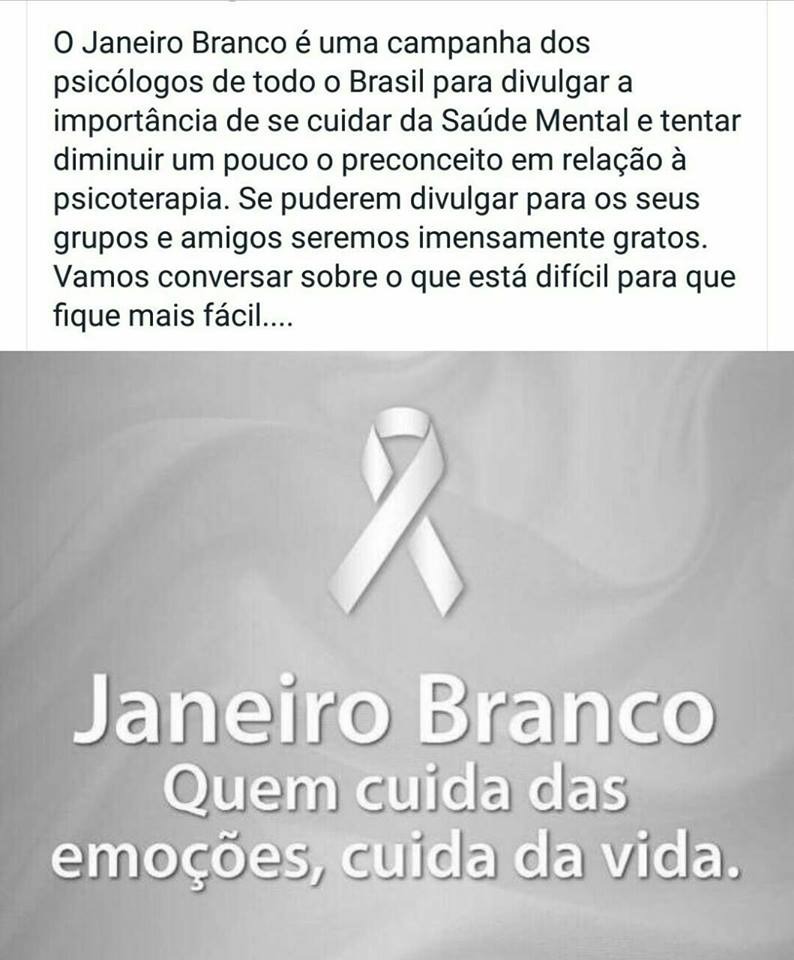 O Janeiro Branco é uma campanha dos
psicólogos de todo o Brasil para divulgar a
importância de se cuidar da Saúde Mental e tentar
diminuir um pouco o preconceito em relação à
psicoterapia. Se puderem divulgar para os seus
grupos e amigos seremos imensamente gratos.
Vamos conversar sobre o que está difícil para que
fique mais fácil....
Janeiro Branco
Quem cuida das
emoções, cuida da vida.